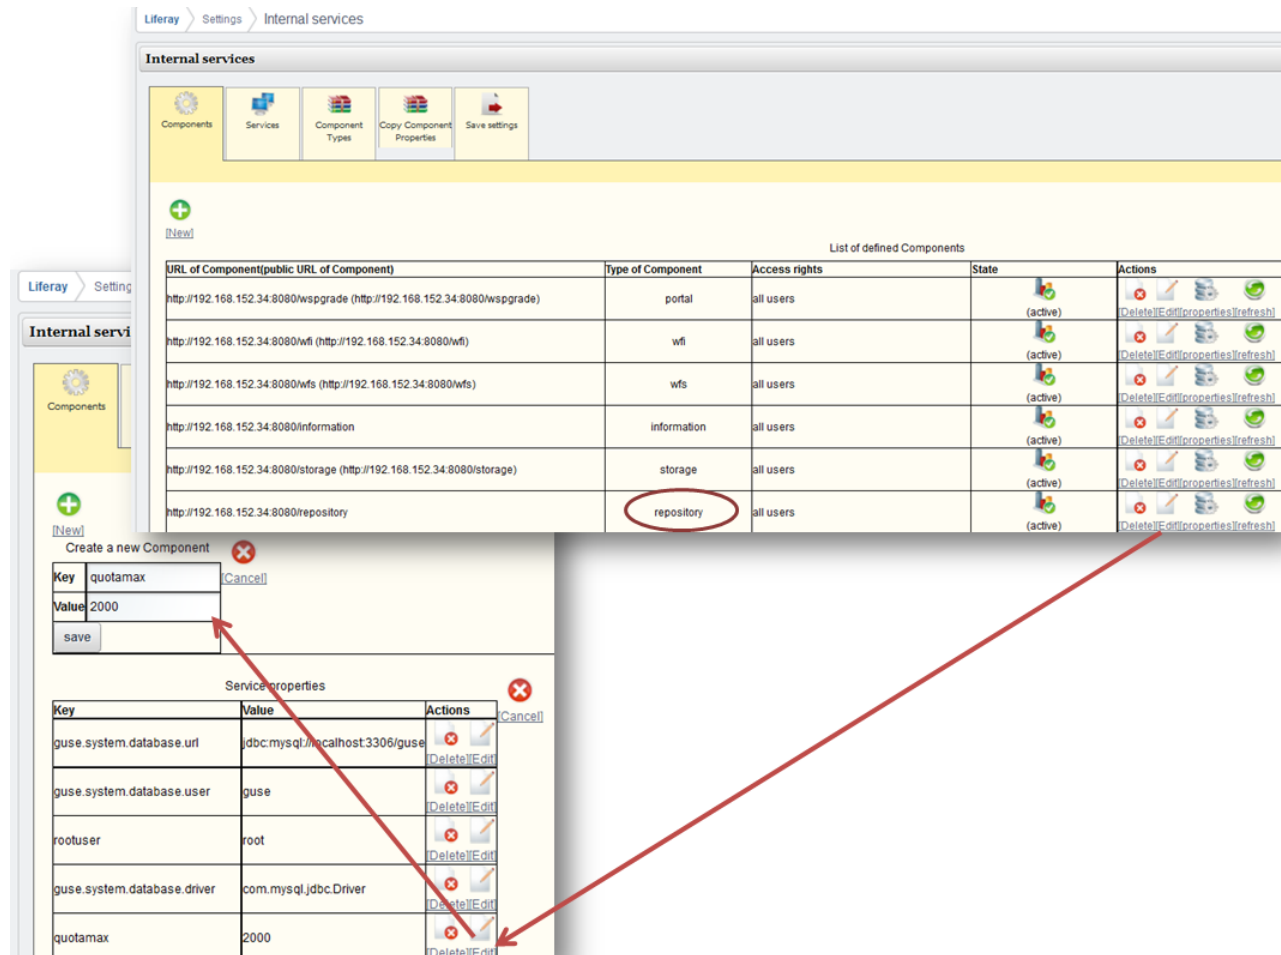 Liferay Settings Internal services
Internal services
Components Services Component Types Copy Component Properties Save settings
[New]
List of defined Components
URL of Component(public URL of Component) Type of Component Access rights State Actions
http://192.168.152.34:8080/wspgrade (http://192.168.152.34:8080/wspgrade) portal all users (active) [Delete][Edit][properties][refresh]
http://192.168.152.34:8080/wfi (http://192.168.152.34:8080/wfi) wfi all users (active) [Delete][Edit][properties][refresh]
http://192.168.152.34:8080/wfs (http://192.168.152.34:8080/wfs) wfs all users (active) [Delete][Edit][properties][refresh]
http://192.168.152.34:8080/information information all users (active) [Delete][Edit][properties][refresh]
http://192.168.152.34:8080/storage (http://192.168.152.34:8080/storage) storage all users (active) [Delete][Edit][properties][refresh]
http://192.168.152.34:8080/repository repository all users (active) [Delete][Edit][properties][refresh]
Liferay Setting
Internal servi
Components
[New]
Create a new Component
[Cancel]
Key quotamax
Value 2000
save
Service properties
[Cancel]
Key Value Actions
guse.system.database.url jdbc:mysql://localhost:3306/guse [Delete][Edit]
guse.system.database.user guse [Delete][Edit]
rootuser root [Delete][Edit]
guse.system.database.driver com.mysql.jdbc.Driver [Delete][Edit]
quotamax 2000 [Delete][Edit]